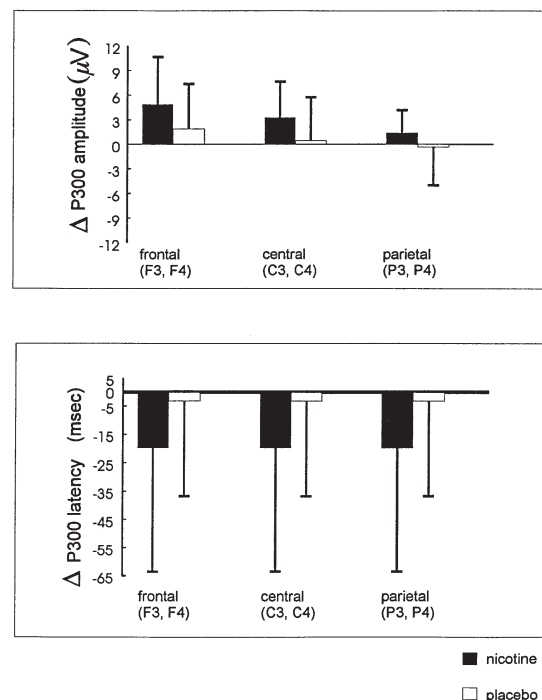 Δ P300 amplitude (μV)
12
9
6
3
0
-3
-6
-9
-12
frontal
(F3, F4)
central
(C3, C4)
parietal
(P3, P4)
Δ P300 latency (msec)
5
0
-5
-15
-25
-35
-45
-55
-65
frontal
(F3, F4)
central
(C3, C4)
parietal
(P3, P4)
nicotine
placebo